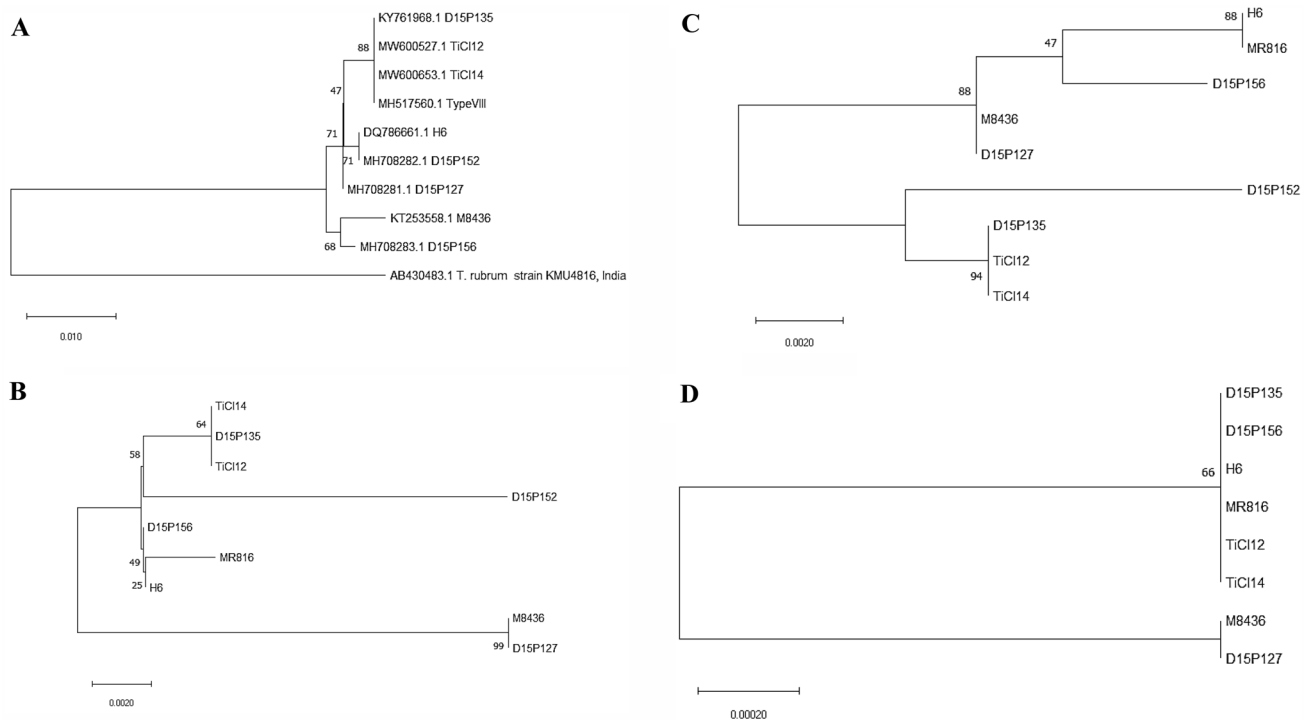 A
KY761968.1 D15P135
88
MW600527.1 TiCl12
MW600653.1 TiCl14
47
MH517560.1 TypeVIII
71
DQ786661.1 H6
71
MH708282.1 D15P152
MH708281.1 D15P127
KT253558.1 M8436
68
MH708283.1 D15P156
AB430483.1 T. rubrum strain KMU4816, India
0.010
B
TiCl14
64
D15P135
58
TiCl12
D15P152
D15P156
49
MR816
25
H6
M8436
99
D15P127
0.0020
C
88
H6
47
MR816
D15P156
88
M8436
D15P127
D15P152
D15P135
TiCl12
94
TiCl14
0.0020
D
D15P135
D15P156
66
H6
MR816
TiCl12
TiCl14
M8436
D15P127
0.00020